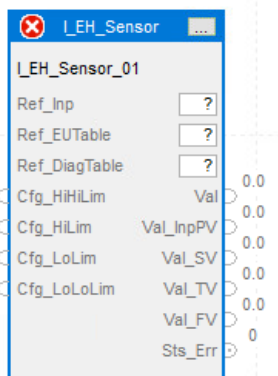 I_EH_Sensor ...
I_EH_Sensor_01
Ref_Inp ?
Ref_EUTable ?
Ref_DiagTable ?
Cfg_HiHiLim Val 0.0
Cfg_HiLim Val_InpPV 0.0
Cfg_LoLim Val_SV 0.0
Cfg_LoLoLim Val_TV 0.0
Val_FV 0.0
Sts_Err 0